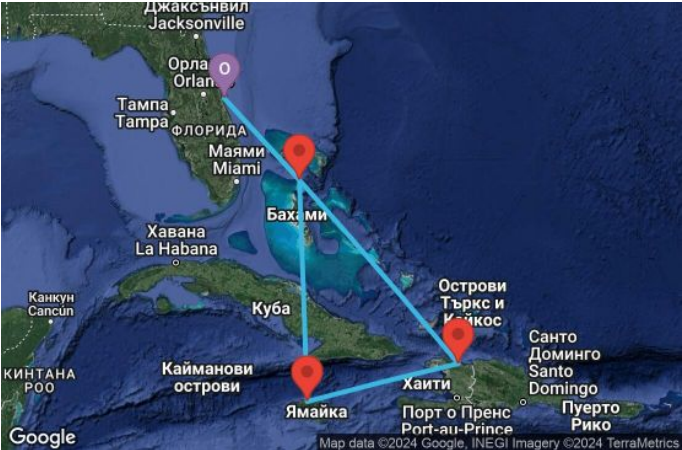 Джаксънвил
Jacksonville
Орла
Orlan
O
Тампа
Tampa
ФЛОРИДА
Маями
Miami
Бахами
Хавана
La Habana
Канкун
Cancún
Куба
Острови
Търкс и
Кайкос
КИНТАНА
РОО
Кайманови
острови
Ямайка
Хаити
Порт о Пренс
Port-au-Prince
Санто
Доминго
Santo
Domingo
Пуерто
Рико
Google
Map data ©2024 Google, INEGI Imagery ©2024 TerraMetrics